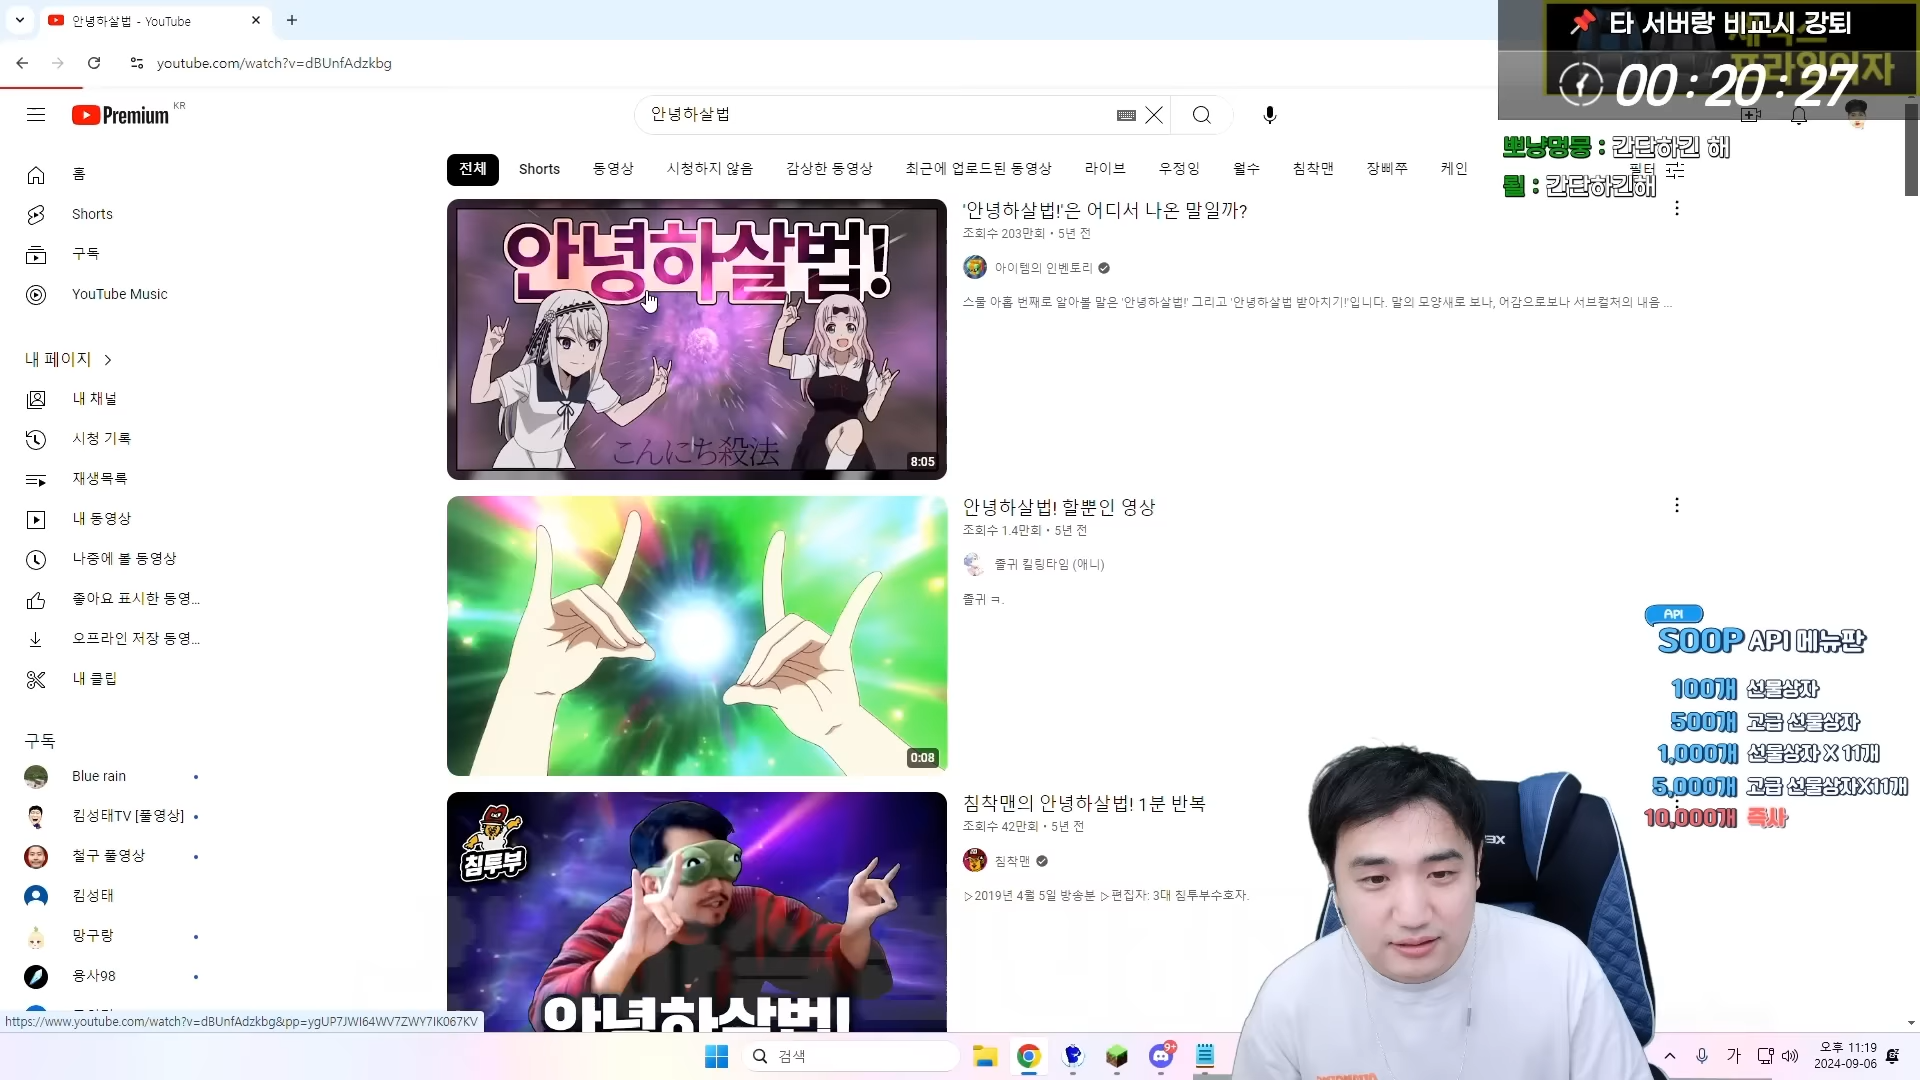 안녕하살법 - YouTube
youtube.com/watch?v=dBUnfAdzkbg
📌 타 서버랑 비교시 강퇴
00:20:27
Premium KR
안녕하살법
뽀냥멍뭉 : 간단하긴 해
뤌 : 간단하긴해
전체 Shorts 동영상 시청하지 않음 감상한 동영상 최근에 업로드된 동영상 라이브 우정잉 월수 침착맨 장삐쭈 케인
필터
홈
Shorts
구독
YouTube Music
내 페이지
내 채널
시청 기록
재생목록
내 동영상
나중에 볼 동영상
좋아요 표시한 동영...
오프라인 저장 동영...
내 클립
구독
Blue rain
킴성태TV [풀영상]
철구 풀영상
킴성태
망구랑
용사98
안녕하살법!
こんにち殺法
8:05
'안녕하살법!'은 어디서 나온 말일까?
조회수 203만회 • 5년 전
아이템의 인벤토리
스물 아홉 번째로 알아볼 말은 '안녕하살법!' 그리고 '안녕하살법 받아치기!'입니다. 말의 모양새로 보나, 어감으로보나 서브컬처의 내음 ...
0:08
안녕하살법! 할뿐인 영상
조회수 1.4만회 • 5년 전
졸귀 킬링타임 (애니)
졸귀 ㅋ.
침투부
안녕하살법!
침착맨의 안녕하살법! 1분 반복
조회수 42만회 • 5년 전
침착맨
▷2019년 4월 5일 방송분 ▷편집자: 3대 침투부수호자.
API
SOOP API 메뉴판
100개 선물상자
500개 고급 선물상자
1,000개 선물상자 X 11개
5,000개 고급 선물상자X11개
10,000개 즉사
https://www.youtube.com/watch?v=dBUnfAdzkbg&pp=ygUP7JWI64WV7ZWY7IK067KV
검색
9+
가
오후 11:19
2024-09-06